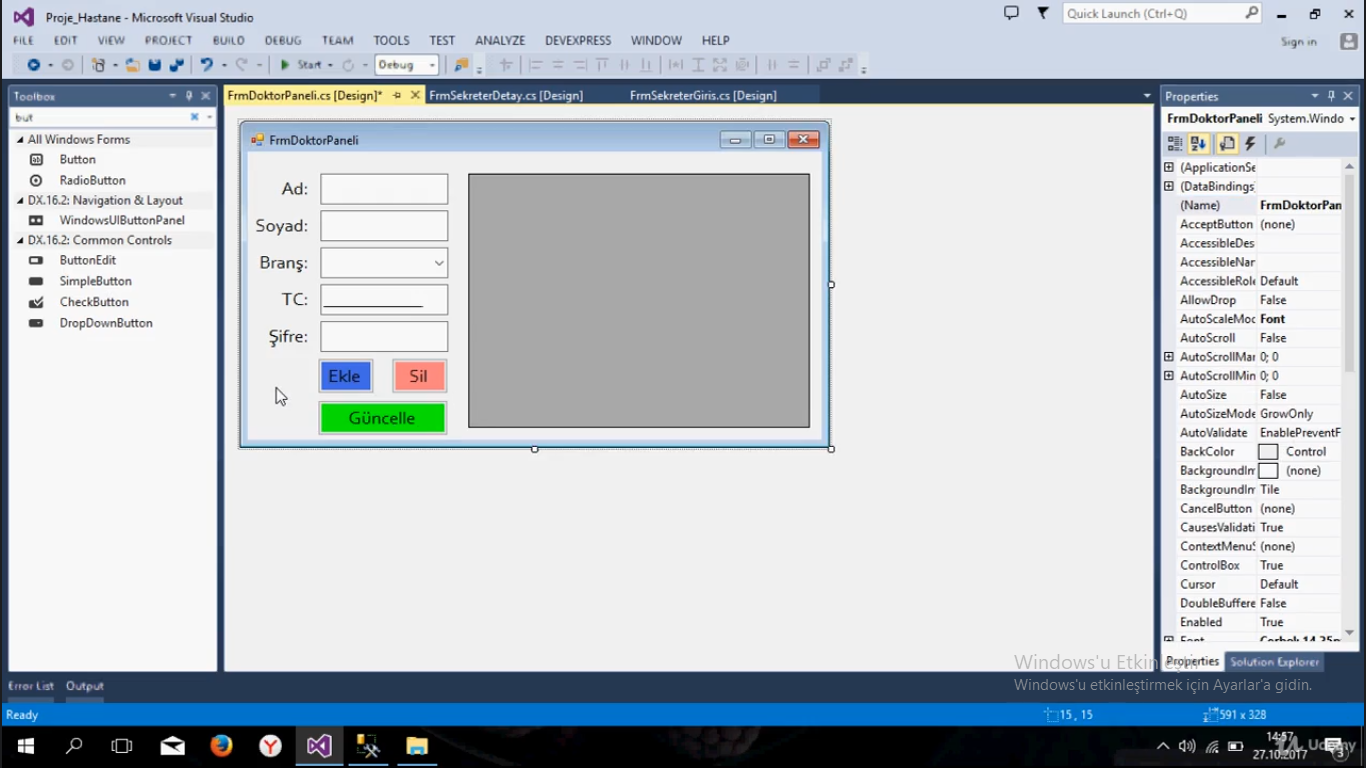 Proje_Hastane - Microsoft Visual Studio
Quick Launch (Ctrl+Q)
FILE EDIT VIEW PROJECT BUILD DEBUG TEAM TOOLS TEST ANALYZE DEVEXPRESS WINDOW HELP
Sign in
Start Debug
Toolbox
FrmDoktorPaneli.cs [Design]* FrmSekreterDetay.cs [Design] FrmSekreterGiris.cs [Design]
Properties
but
All Windows Forms
Button
RadioButton
DX.16.2: Navigation & Layout
WindowsUIButtonPanel
DX.16.2: Common Controls
ButtonEdit
SimpleButton
CheckButton
DropDownButton
FrmDoktorPaneli
Ad:
Soyad:
Branş:
TC:
Şifre:
Ekle Sil
Güncelle
FrmDoktorPaneli System.Windo
(ApplicationSe
(DataBindings
(Name) FrmDoktorPan
AcceptButton (none)
AccessibleDes
AccessibleNar
AccessibleRole Default
AllowDrop False
AutoScaleMod Font
AutoScroll False
AutoScrollMar 0; 0
AutoScrollMin 0; 0
AutoSize False
AutoSizeMode GrowOnly
AutoValidate EnablePreventF
BackColor Control
BackgroundIm (none)
BackgroundIm Tile
CancelButton (none)
CausesValidati True
ContextMenuS (none)
ControlBox True
Cursor Default
DoubleBuffere False
Enabled True
Font Corbel; 14,25p
Properties Solution Explorer
Windows'u Etkinleştir
Windows'u etkinleştirmek için Ayarlar'a gidin.
Error List Output
Ready 15 , 15 591 x 328
14:57
27.10.2017
Udemy
3